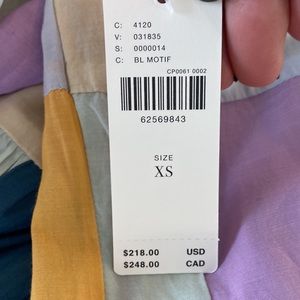 C: 4120
V: 031835
S: 0000014
C: BL MOTIF
CP0061 0002
62569843
SIZE
XS
$218.00 USD
$248.00 CAD